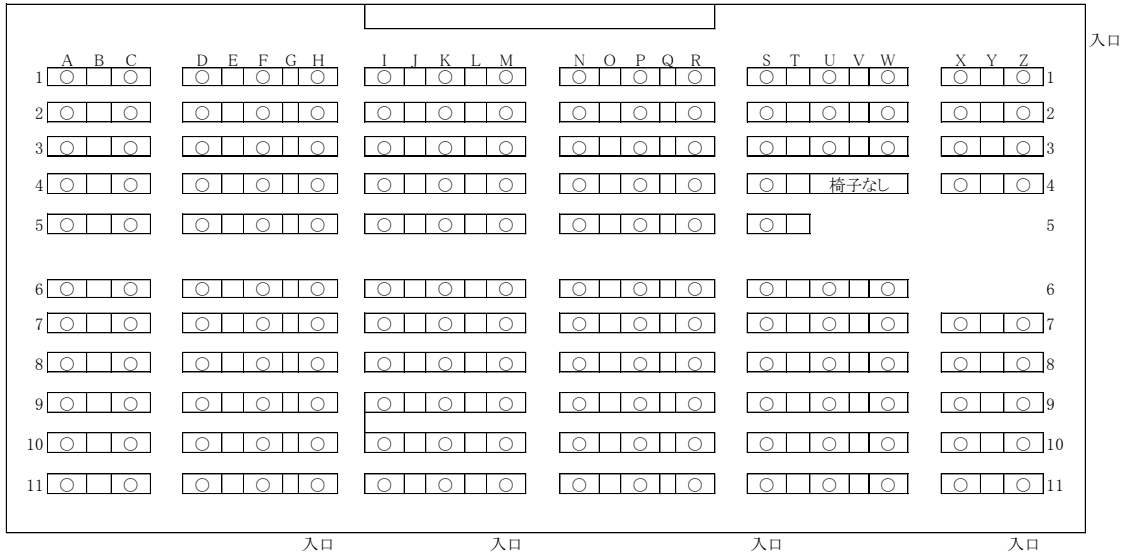 入口
A B C D E F G H I J K L M N O P Q R S T U V W X Y Z
1 ○ ○ ○ ○ ○ ○ ○ ○ ○ ○ ○ ○ ○ ○ ○ ○ 1
2 ○ ○ ○ ○ ○ ○ ○ ○ ○ ○ ○ ○ ○ ○ ○ ○ 2
3 ○ ○ ○ ○ ○ ○ ○ ○ ○ ○ ○ ○ ○ ○ ○ ○ 3
4 ○ ○ ○ ○ ○ ○ ○ ○ ○ ○ ○ ○ 椅子なし ○ ○ 4
5 ○ ○ ○ ○ ○ ○ ○ ○ ○ ○ ○ ○ 5
6 ○ ○ ○ ○ ○ ○ ○ ○ ○ ○ ○ ○ ○ ○ 6
7 ○ ○ ○ ○ ○ ○ ○ ○ ○ ○ ○ ○ ○ ○ ○ ○ 7
8 ○ ○ ○ ○ ○ ○ ○ ○ ○ ○ ○ ○ ○ ○ ○ ○ 8
9 ○ ○ ○ ○ ○ ○ ○ ○ ○ ○ ○ ○ ○ ○ ○ ○ 9
10 ○ ○ ○ ○ ○ ○ ○ ○ ○ ○ ○ ○ ○ ○ ○ ○ 10
11 ○ ○ ○ ○ ○ ○ ○ ○ ○ ○ ○ ○ ○ ○ ○ ○ 11
入口 入口 入口 入口